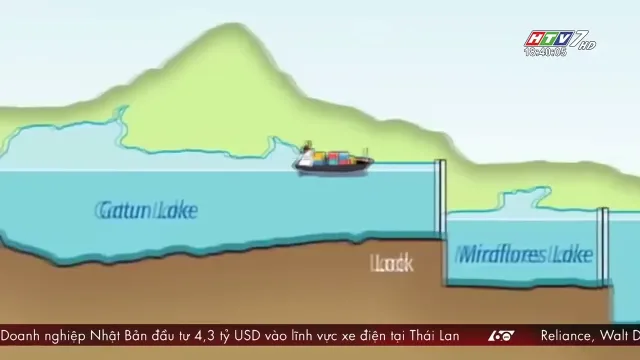 HTV7 HD
18:40:05
Gatun Lake
Miraflores Lake
Lock
Doanh nghiệp Nhật Bản đầu tư 4,3 tỷ USD vào lĩnh vực xe điện tại Thái Lan
Reliance, Walt D